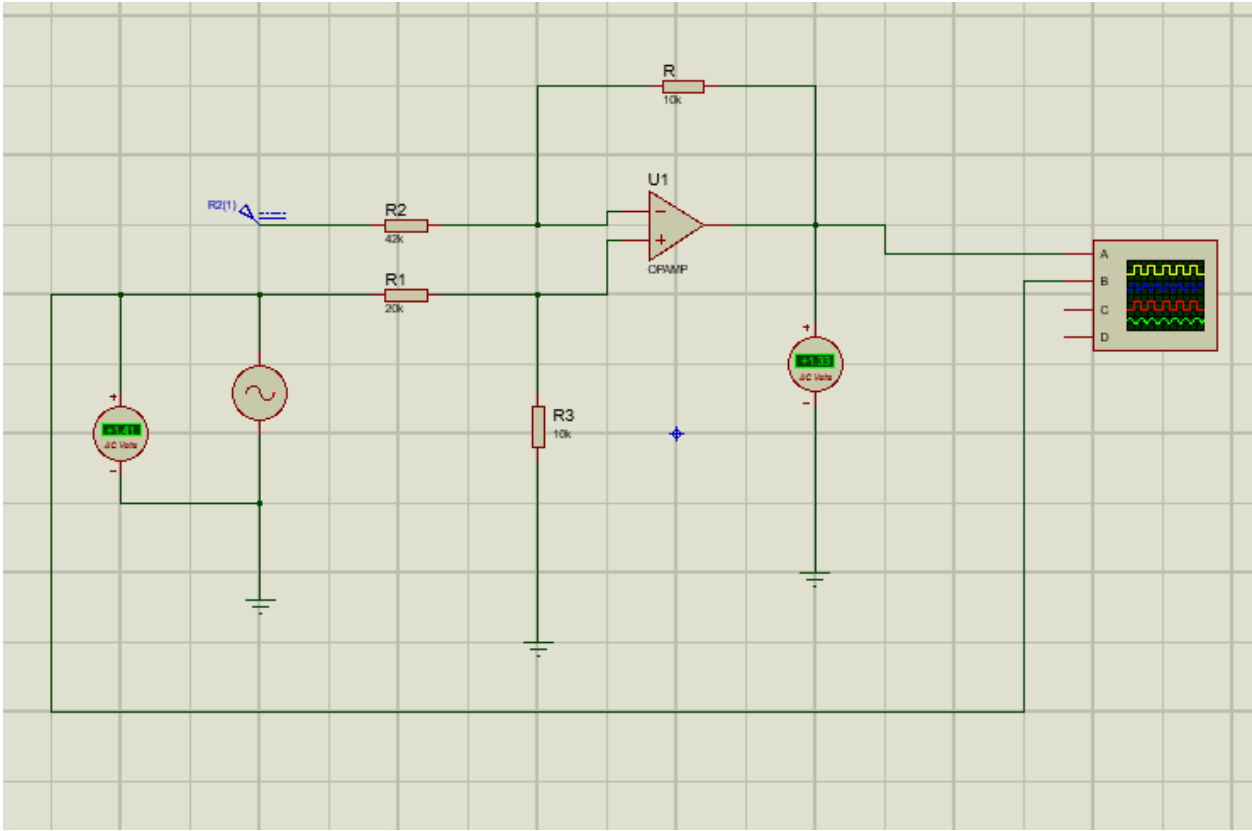 R
10k
U1
R2(1)
R2
42k
OPAMP
R1
20k
A
B
C
D
+
+1.33
AC Volts
−
+
+1.41
AC Volts
−
R3
10k